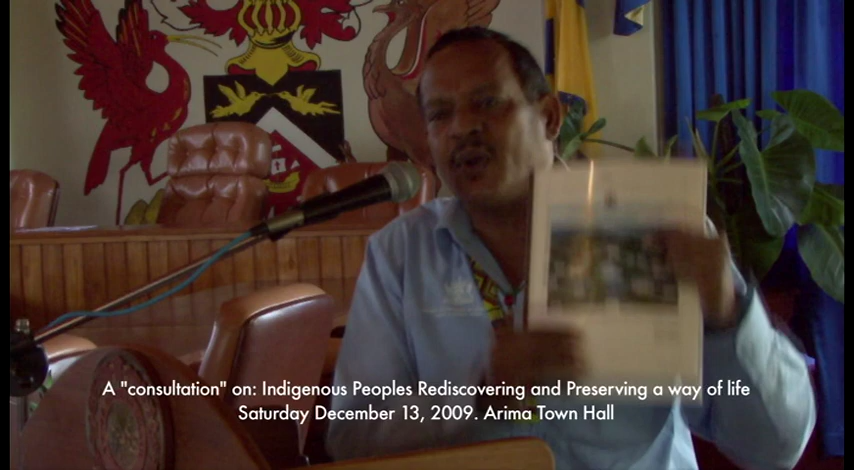 A "consultation" on: Indigenous Peoples Rediscovering and Preserving a way of life
Saturday December 13, 2009. Arima Town Hall